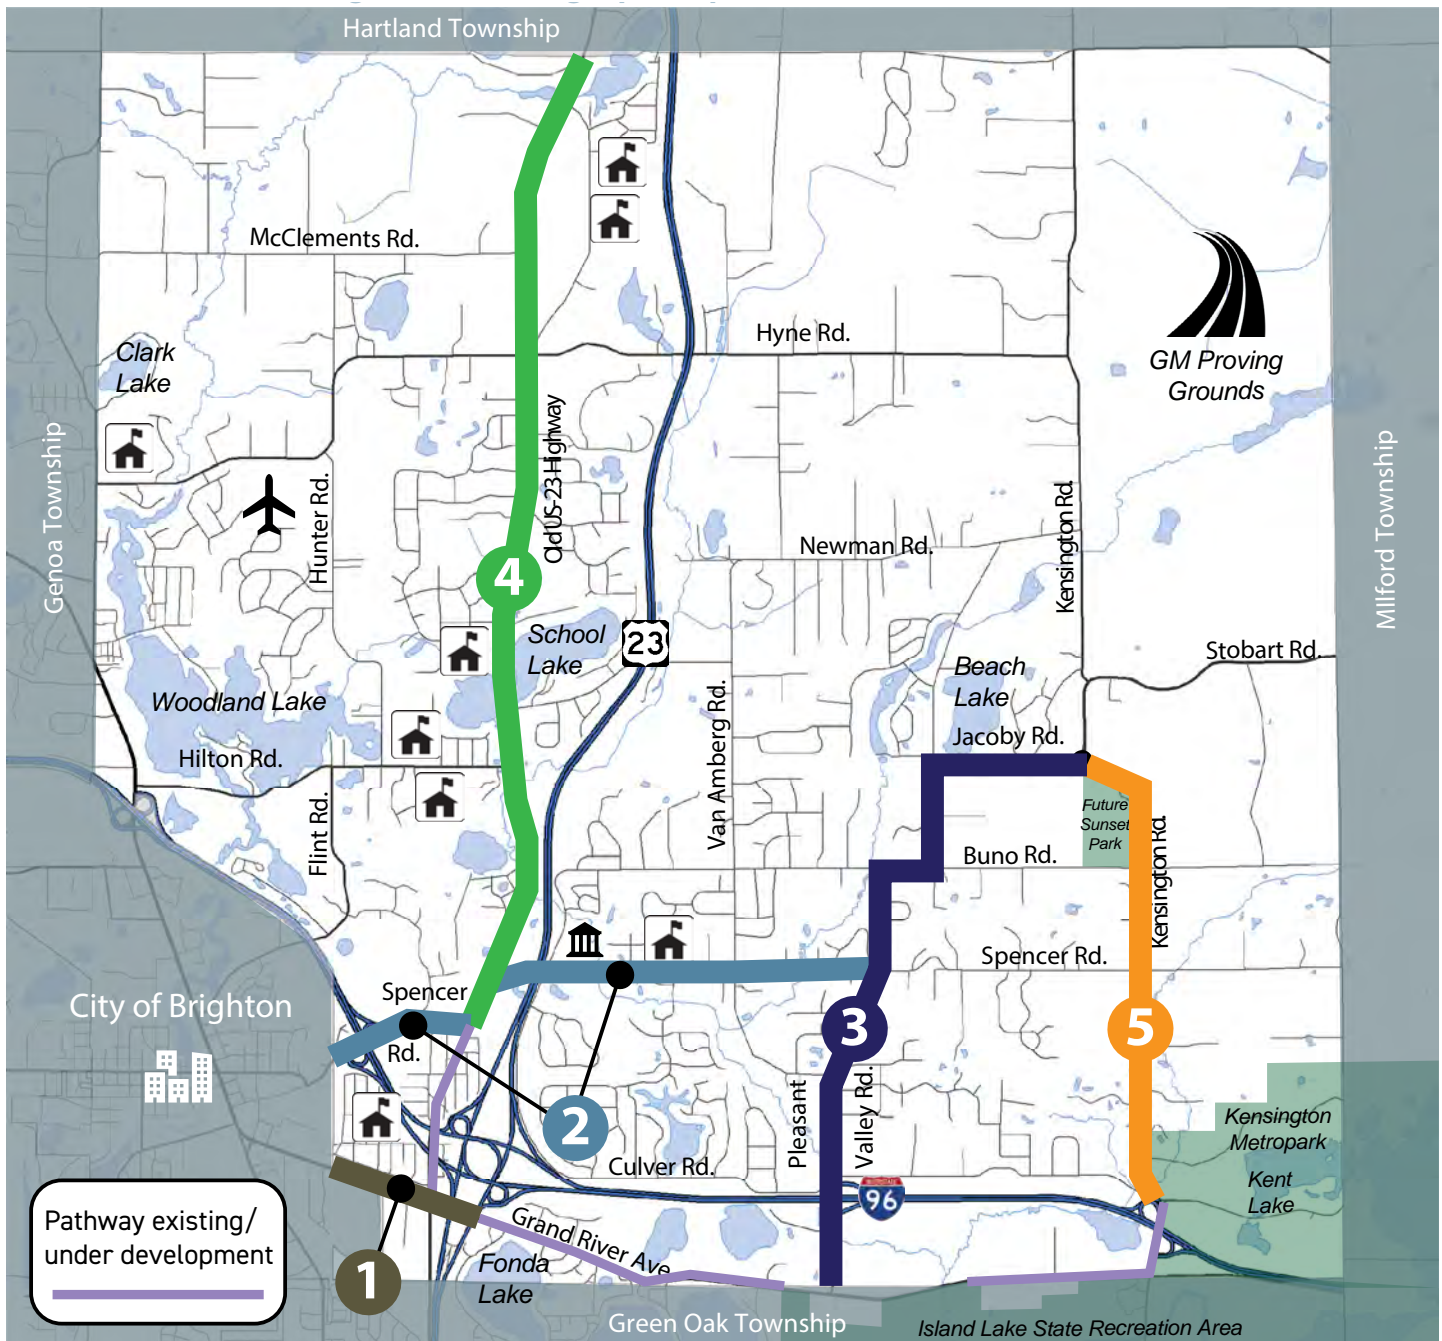 Hartland Township
McClements Rd.
Hyne Rd.
Clark
Lake
GM Proving
Grounds
Old US-23 Highway
Genoa Township
MIlford Township
Hunter Rd.
Kensington Rd.
Newman Rd.
4
School
Lake
23
Stobart Rd.
Beach
Lake
Woodland Lake
Van Amberg Rd.
Jacoby Rd.
Hilton Rd.
Flint Rd.
Future
Sunset
Park
Kensington Rd.
Buno Rd.
Spencer Rd.
City of Brighton
Spencer
Rd.
3
5
2
Pleasant
Valley Rd.
Kensington
Metropark
Culver Rd.
Kent
Lake
INTERSTATE
96
Pathway existing/
under development
Grand River Ave
1
Fonda
Lake
Green Oak Township
Island Lake State Recreation Area